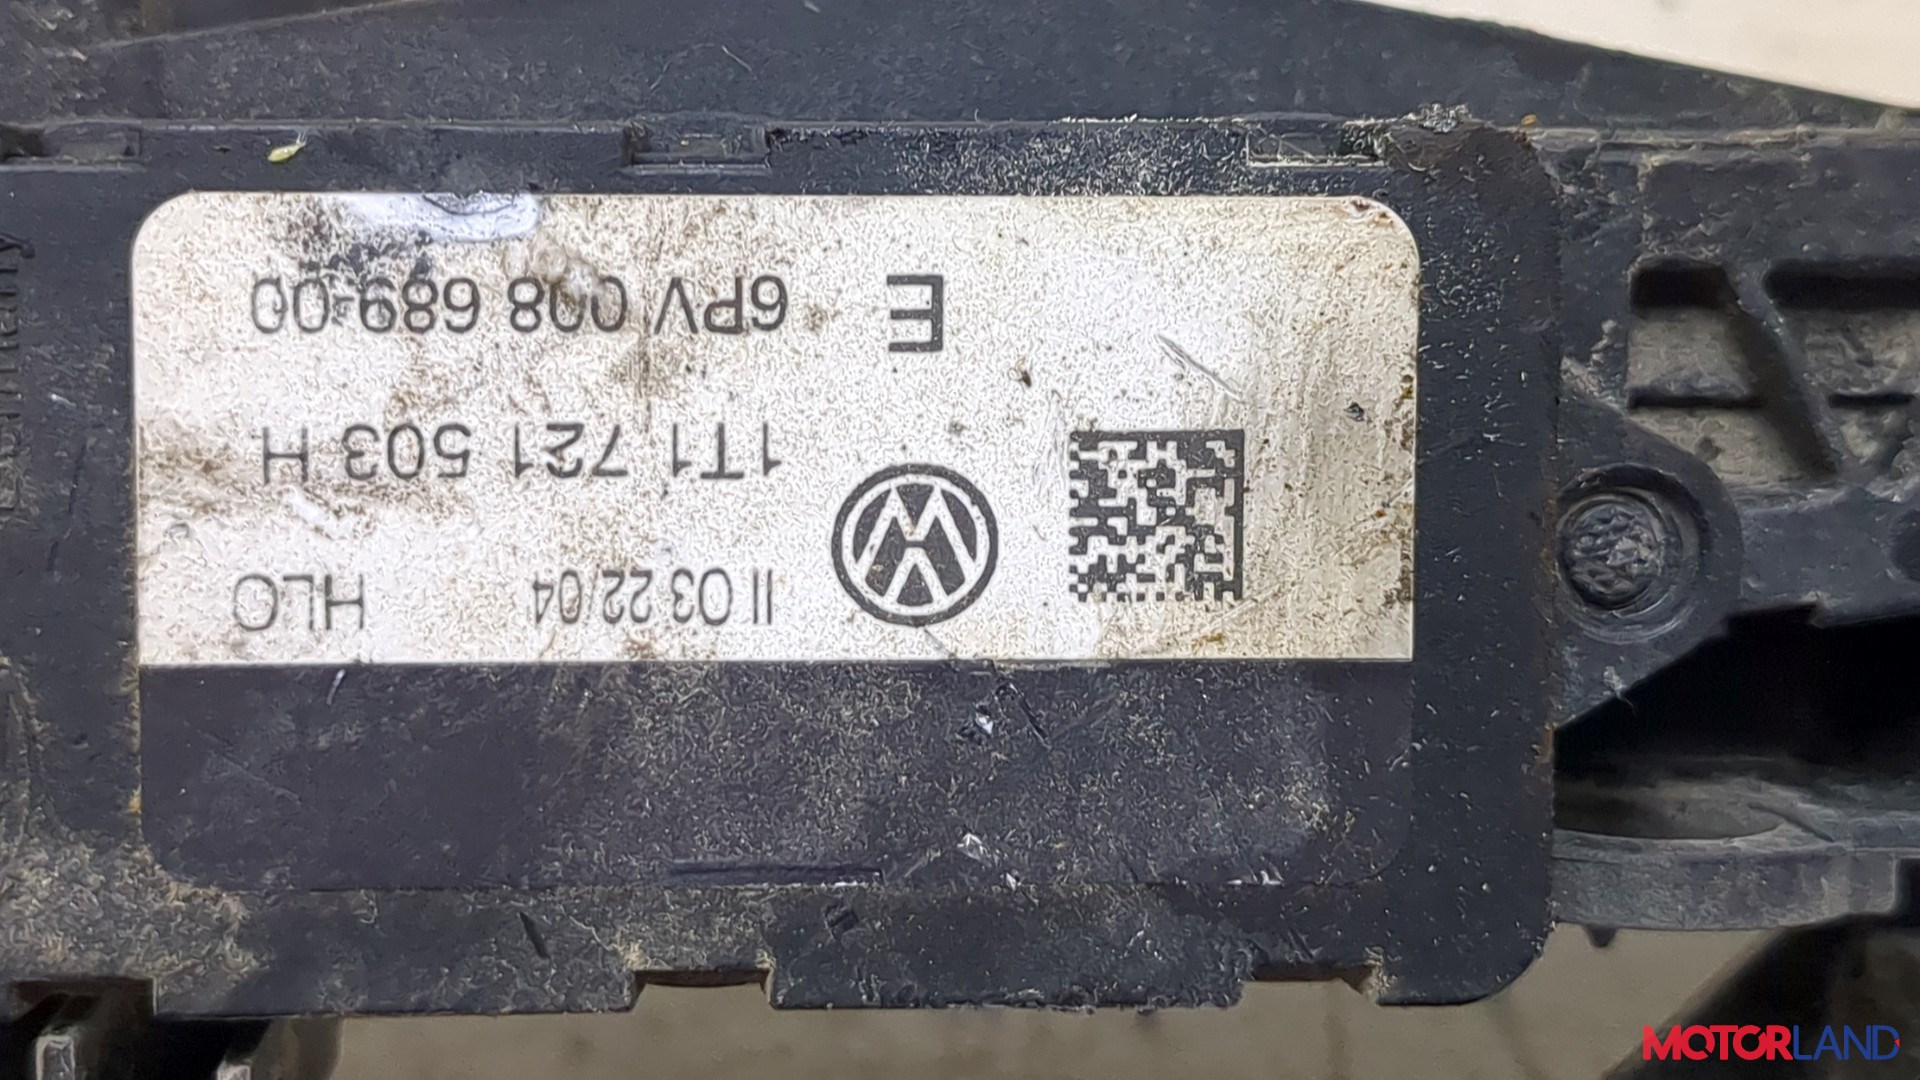 II 03 22/04 HLO
1T1 721 503 H
E 6PV 008 689-00
MOTORLAND